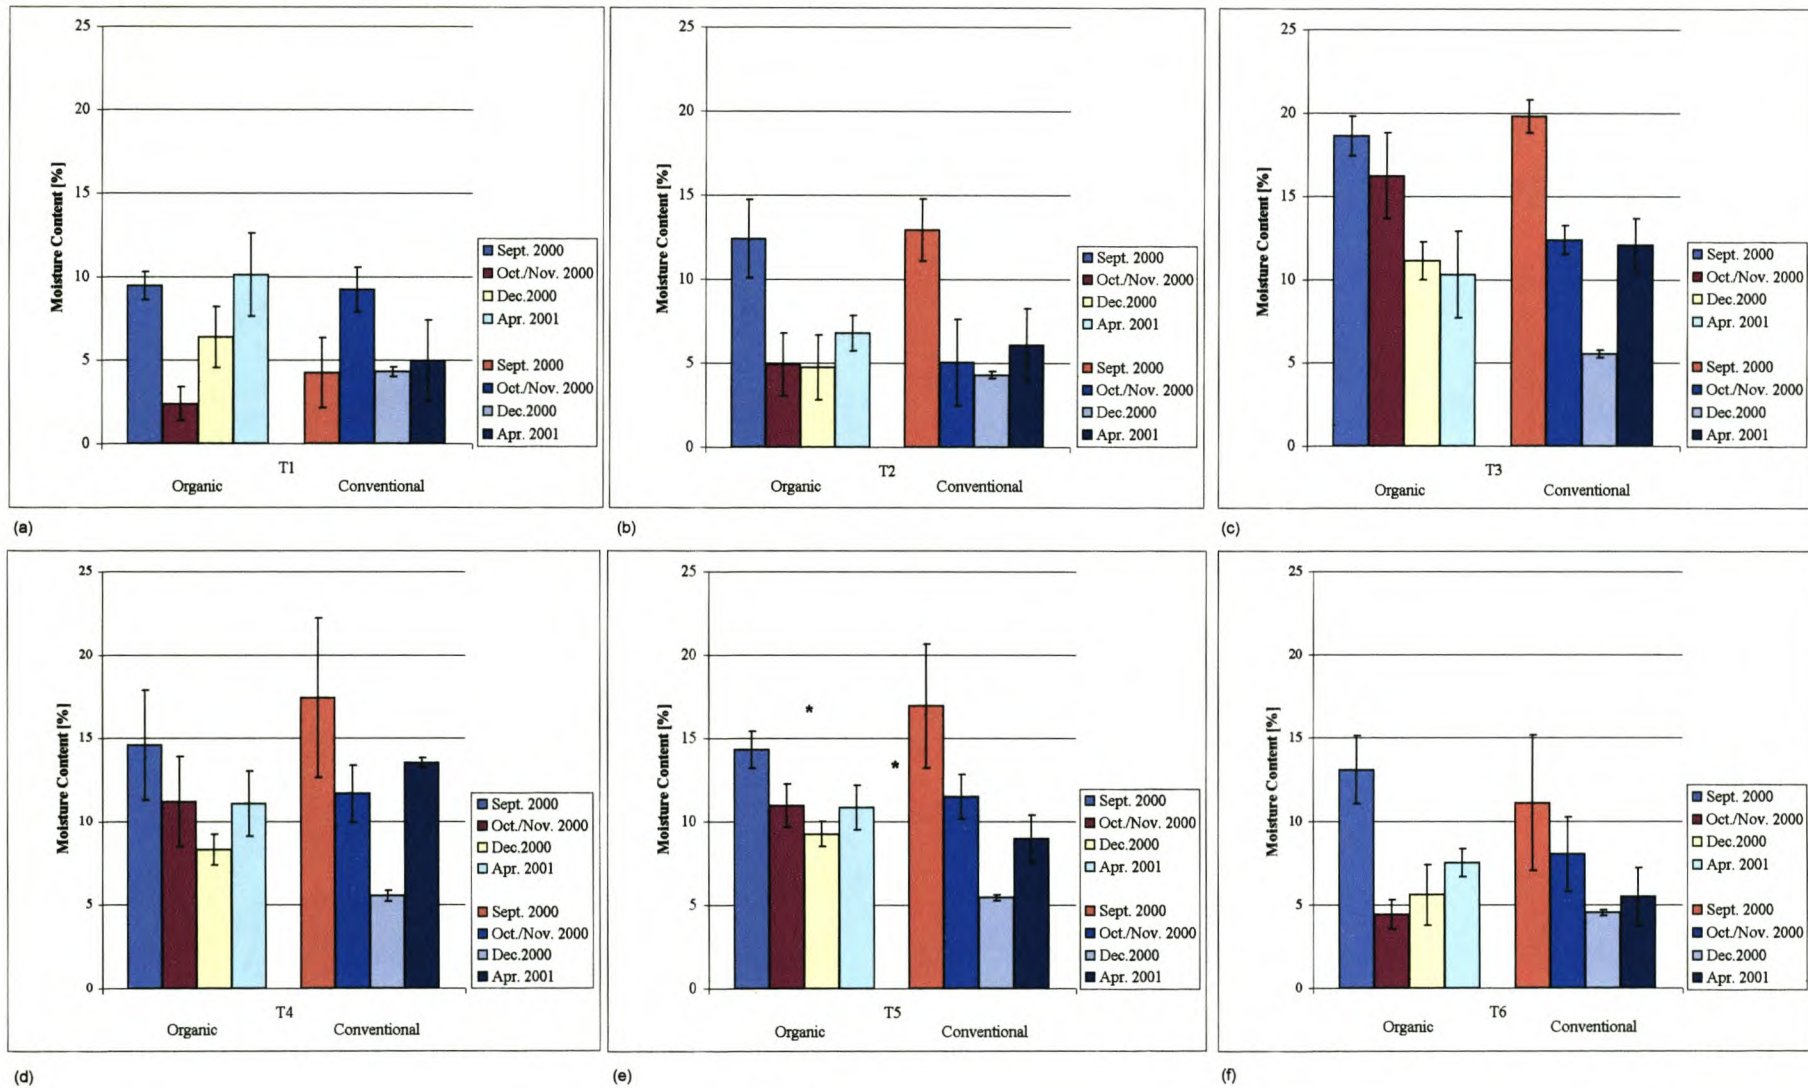 25
20
15
10
5
0
Moisture Content [%]
Sept. 2000
Oct./Nov. 2000
Dec.2000
Apr. 2001
Sept. 2000
Oct./Nov. 2000
Dec.2000
Apr. 2001
T1
Organic Conventional
(a)
25
20
15
10
5
0
Moisture Content [%]
Sept. 2000
Oct./Nov. 2000
Dec.2000
Apr. 2001
Sept. 2000
Oct./Nov. 2000
Dec.2000
Apr. 2001
T2
Organic Conventional
(b)
25
20
15
10
5
0
Moisture Content [%]
Sept. 2000
Oct./Nov. 2000
Dec.2000
Apr. 2001
Sept. 2000
Oct./Nov. 2000
Dec.2000
Apr. 2001
T3
Organic Conventional
(c)
25
20
15
10
5
0
Moisture Content [%]
Sept. 2000
Oct./Nov. 2000
Dec.2000
Apr. 2001
Sept. 2000
Oct./Nov. 2000
Dec.2000
Apr. 2001
T4
Organic Conventional
(d)
25
20
15
10
5
0
Moisture Content [%]
*
*
Sept. 2000
Oct./Nov. 2000
Dec.2000
Apr. 2001
Sept. 2000
Oct./Nov. 2000
Dec.2000
Apr. 2001
T5
Organic Conventional
(e)
25
20
15
10
5
0
Moisture Content [%]
Sept. 2000
Oct./Nov. 2000
Dec.2000
Apr. 2001
Sept. 2000
Oct./Nov. 2000
Dec.2000
Apr. 2001
T6
Organic Conventional
(f)